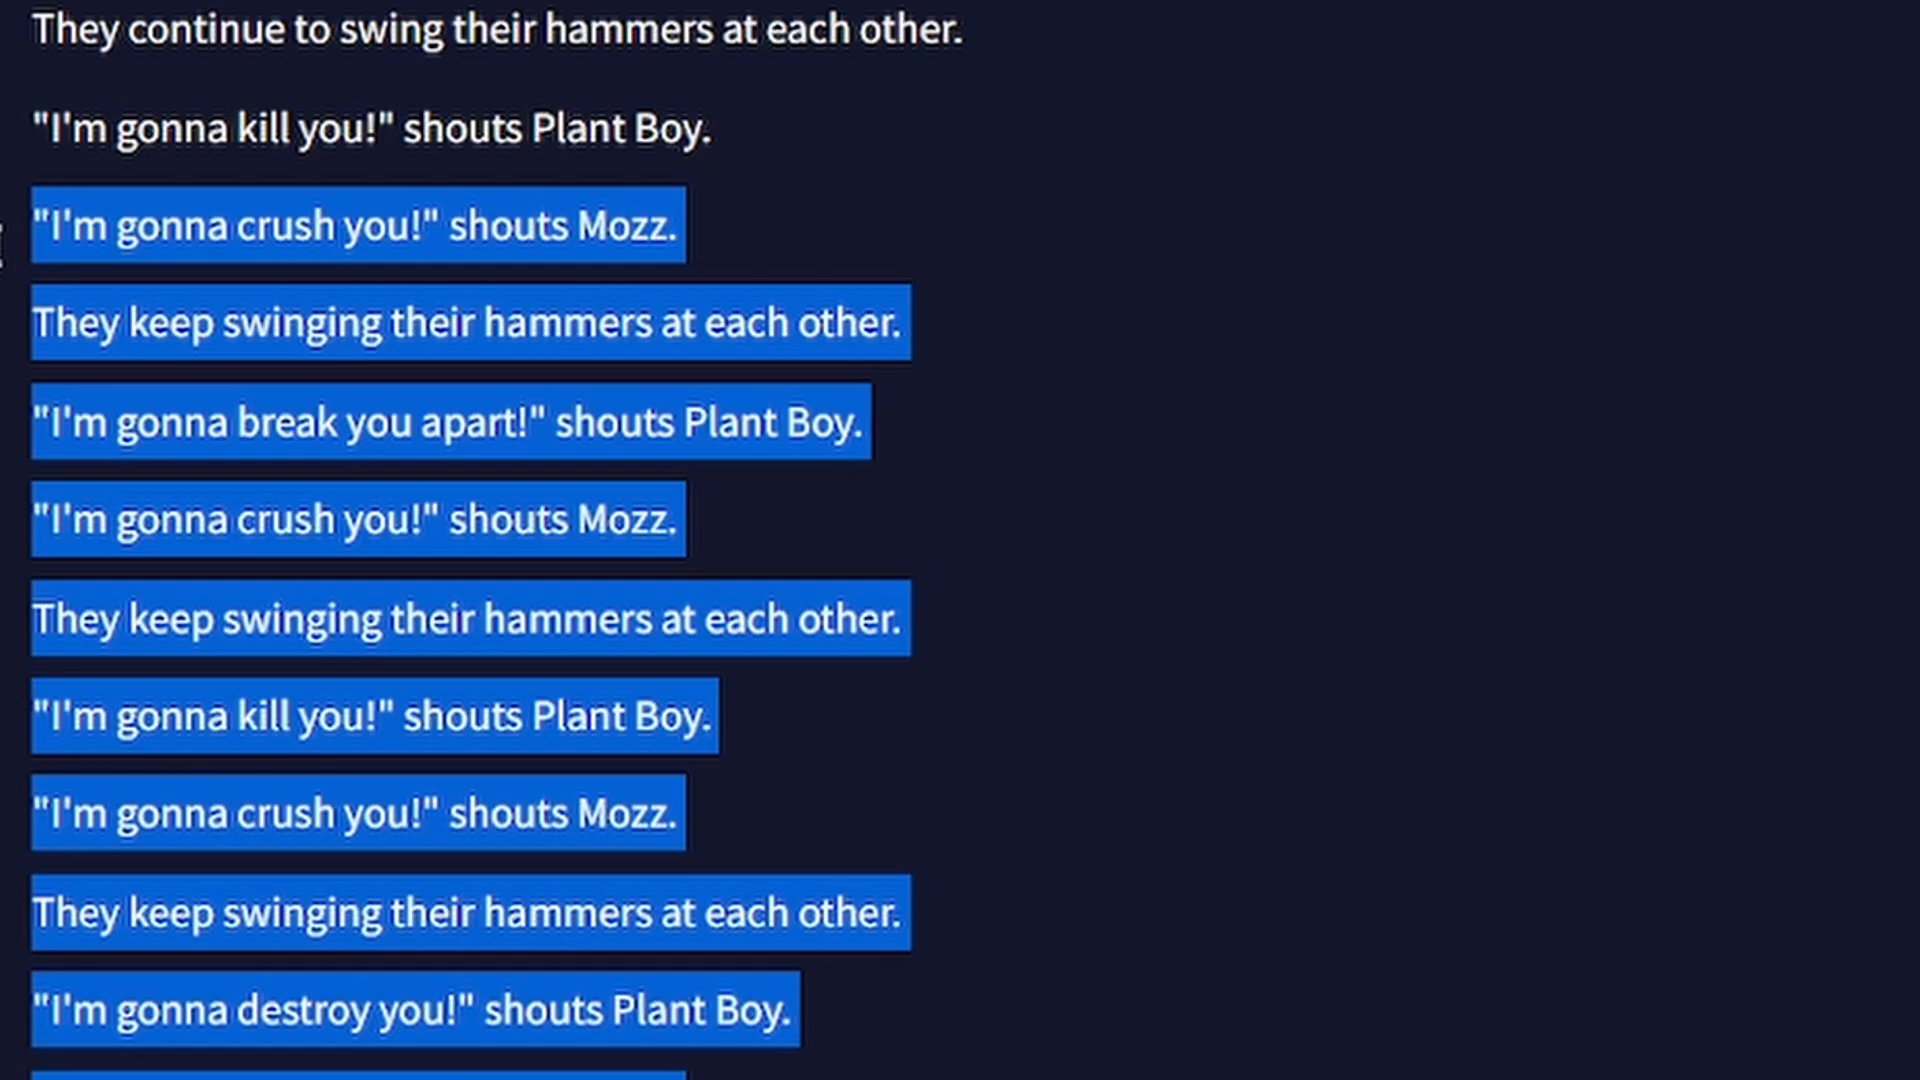 They continue to swing their hammers at each other.
"I'm gonna kill you!" shouts Plant Boy.
"I'm gonna crush you!" shouts Mozz.
They keep swinging their hammers at each other.
"I'm gonna break you apart!" shouts Plant Boy.
"I'm gonna crush you!" shouts Mozz.
They keep swinging their hammers at each other.
"I'm gonna kill you!" shouts Plant Boy.
"I'm gonna crush you!" shouts Mozz.
They keep swinging their hammers at each other.
"I'm gonna destroy you!" shouts Plant Boy.